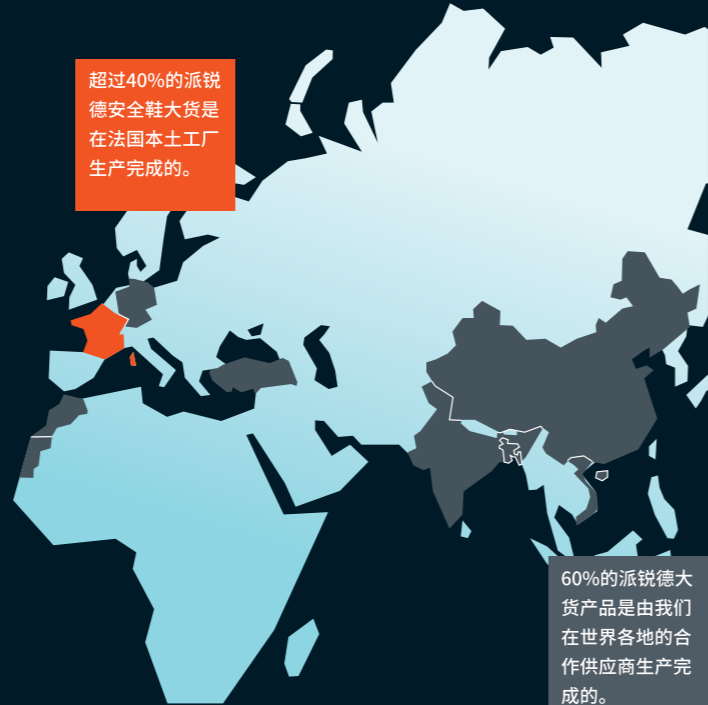 超过40%的派锐
德安全鞋大货是
在法国本土工厂
生产完成的。
60%的派锐德大
货产品是由我们
在世界各地的合
作供应商生产完
成的。